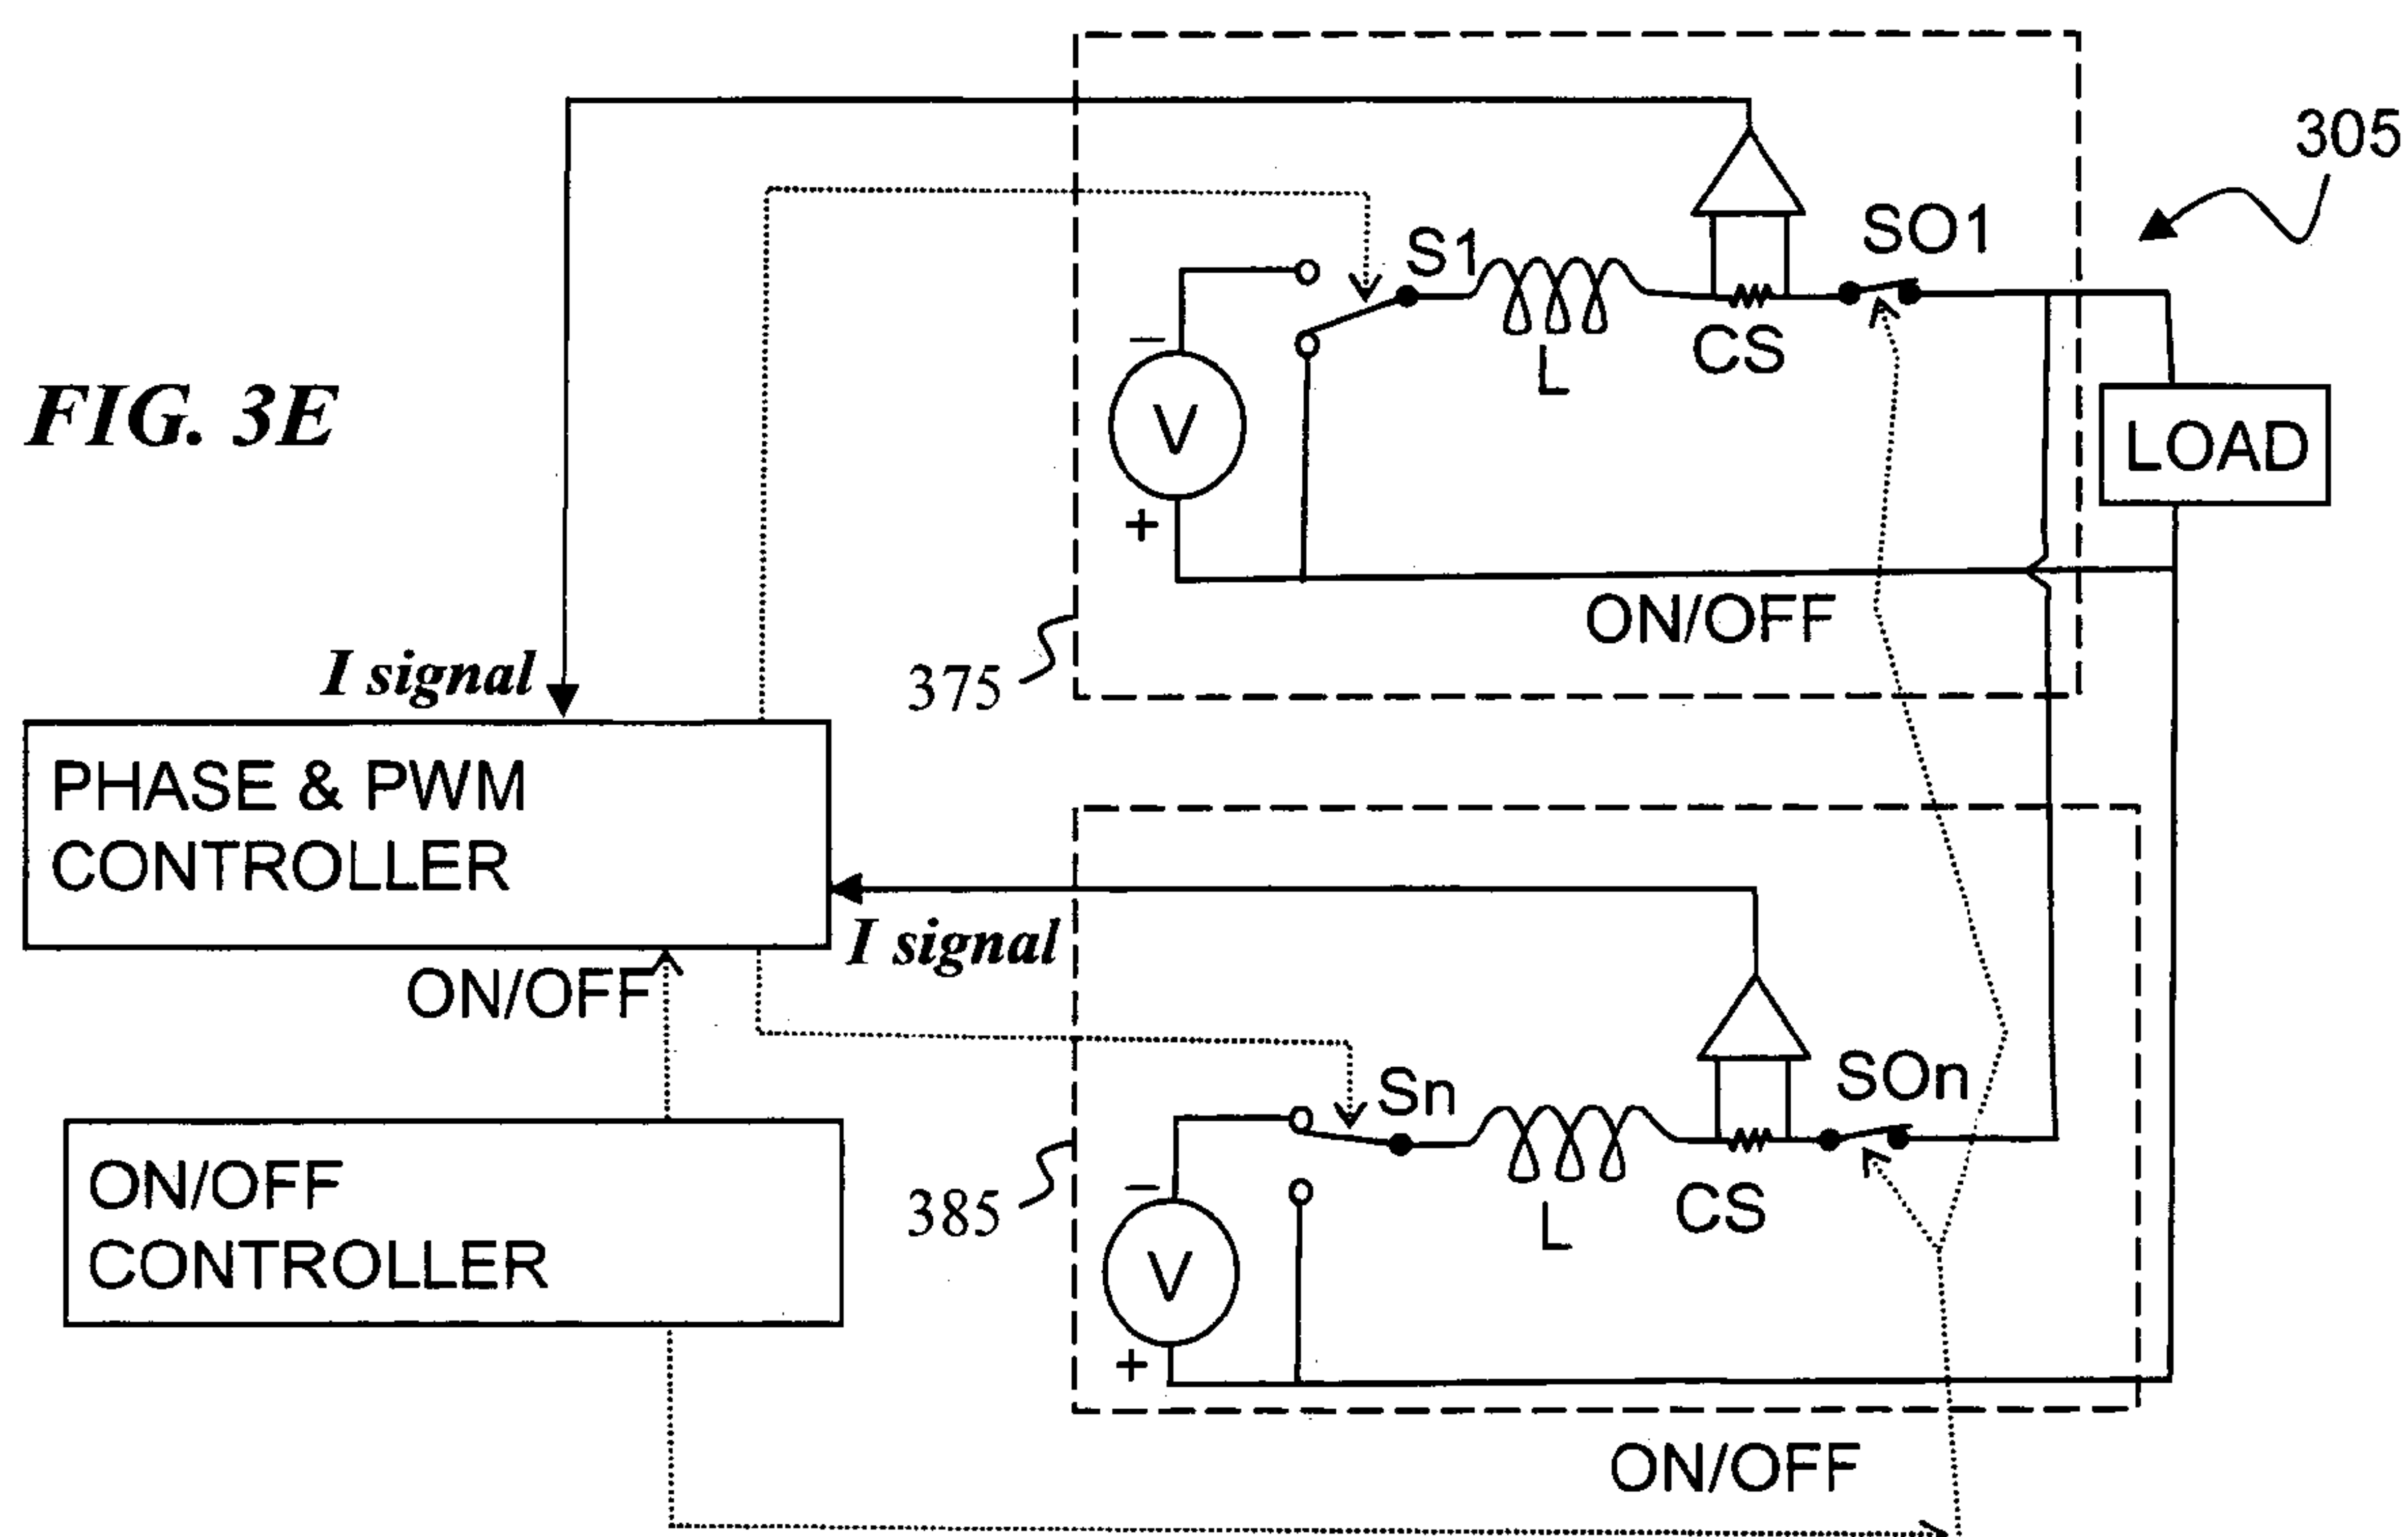 305
SO1
S1
CS
L
–
V
+
LOAD
FIG. 3E
ON/OFF
375
I signal
PHASE & PWM
CONTROLLER
I signal
ON/OFF
SOn
Sn
CS
L
385
–
V
+
ON/OFF
CONTROLLER
ON/OFF